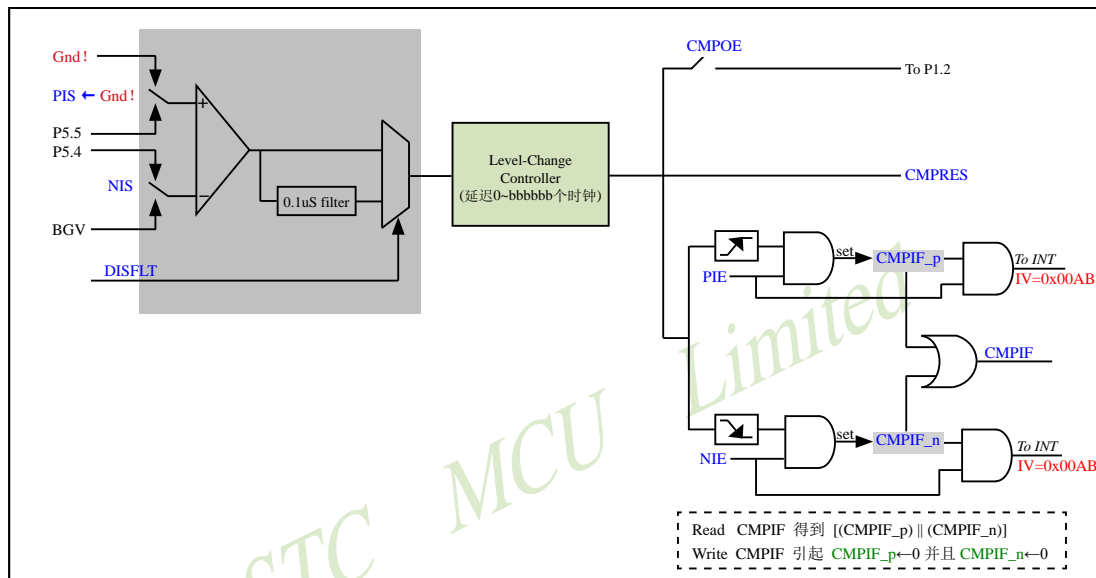 Gnd!
PIS ← Gnd!
P5.5
P5.4
NIS
BGV
DISFLT
+
−
0.1uS filter
Level-Change
Controller
(延迟0~bbbbbb个时钟)
CMPOE
To P1.2
CMPRES
PIE
set
CMPIF_p
To INT
IV=0x00AB
CMPIF
NIE
set
CMPIF_n
To INT
IV=0x00AB
STC MCU Limited
Read CMPIF 得到 [(CMPIF_p) || (CMPIF_n)]
Write CMPIF 引起 CMPIF_p←0 并且 CMPIF_n←0